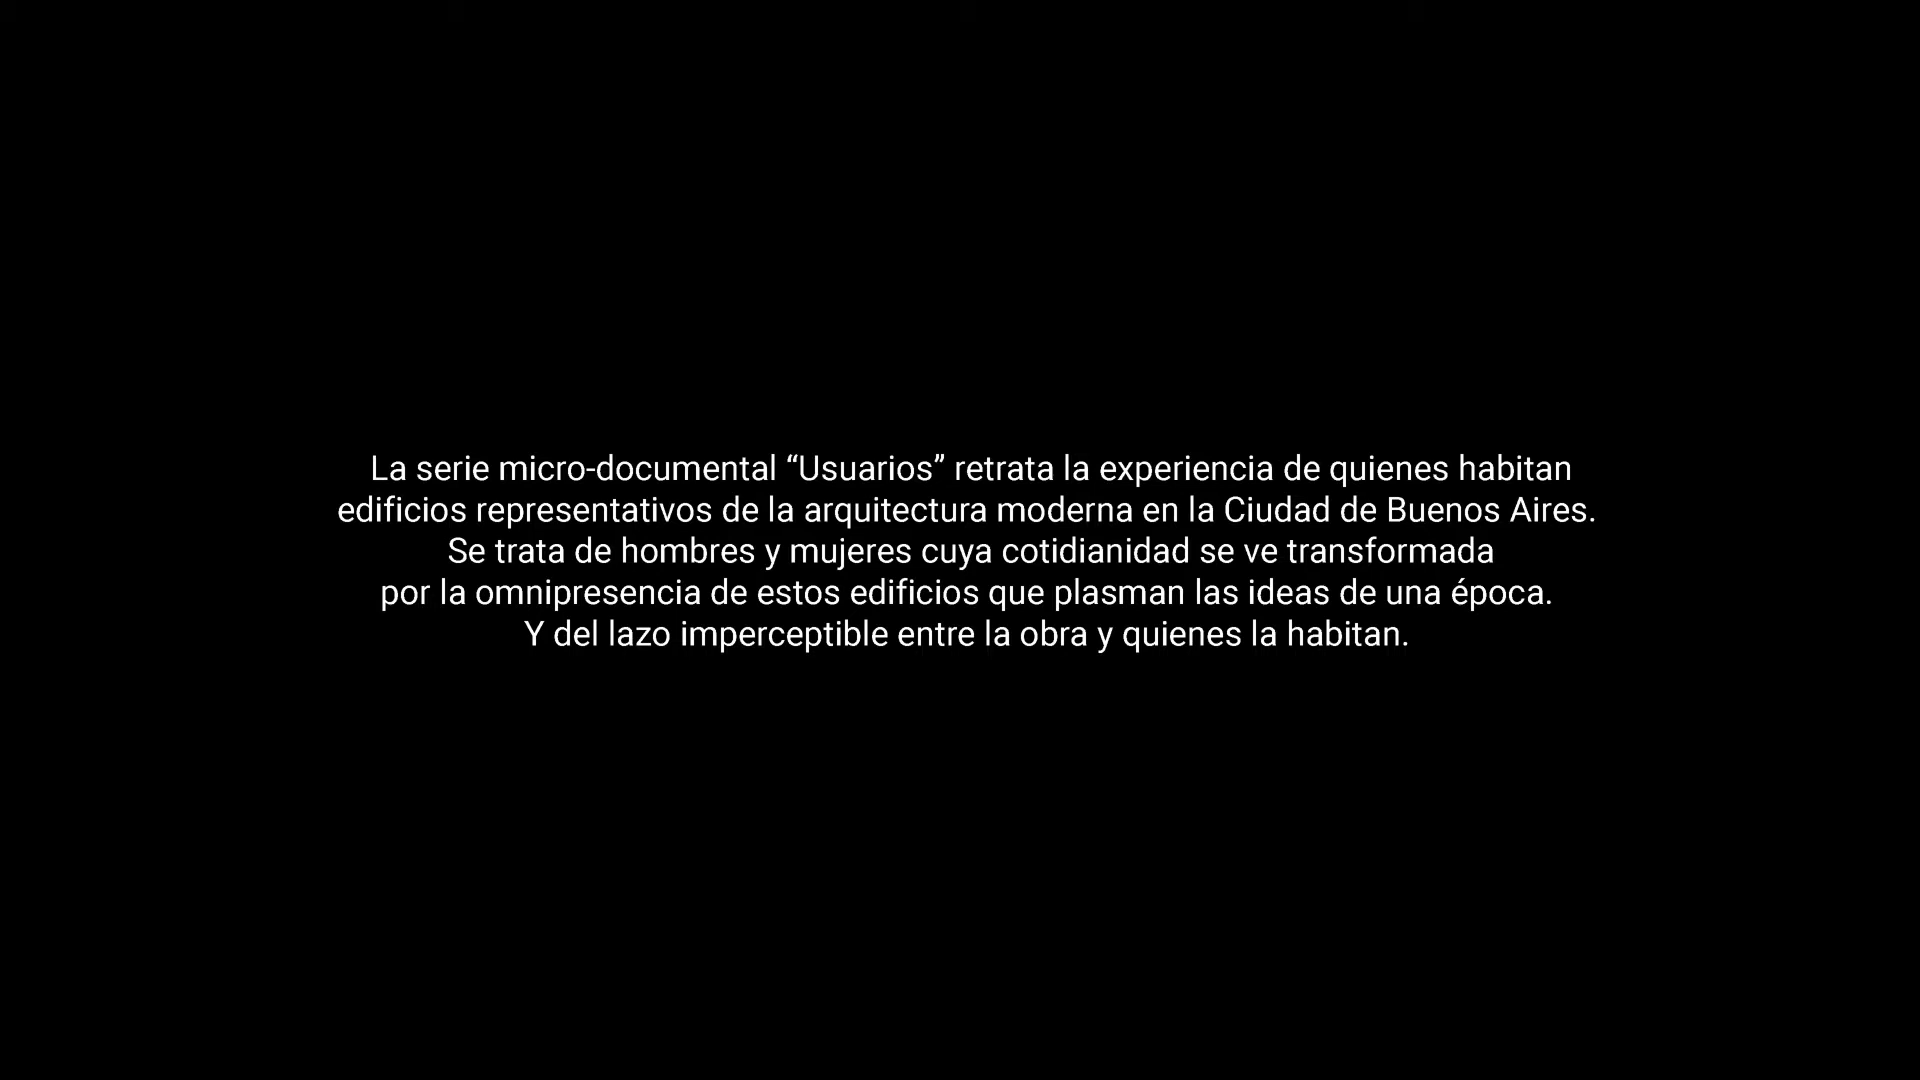 La serie micro-documental “Usuarios” retrata la experiencia de quienes habitan
edificios representativos de la arquitectura moderna en la Ciudad de Buenos Aires.
Se trata de hombres y mujeres cuya cotidianidad se ve transformada
por la omnipresencia de estos edificios que plasman las ideas de una época.
Y del lazo imperceptible entre la obra y quienes la habitan.